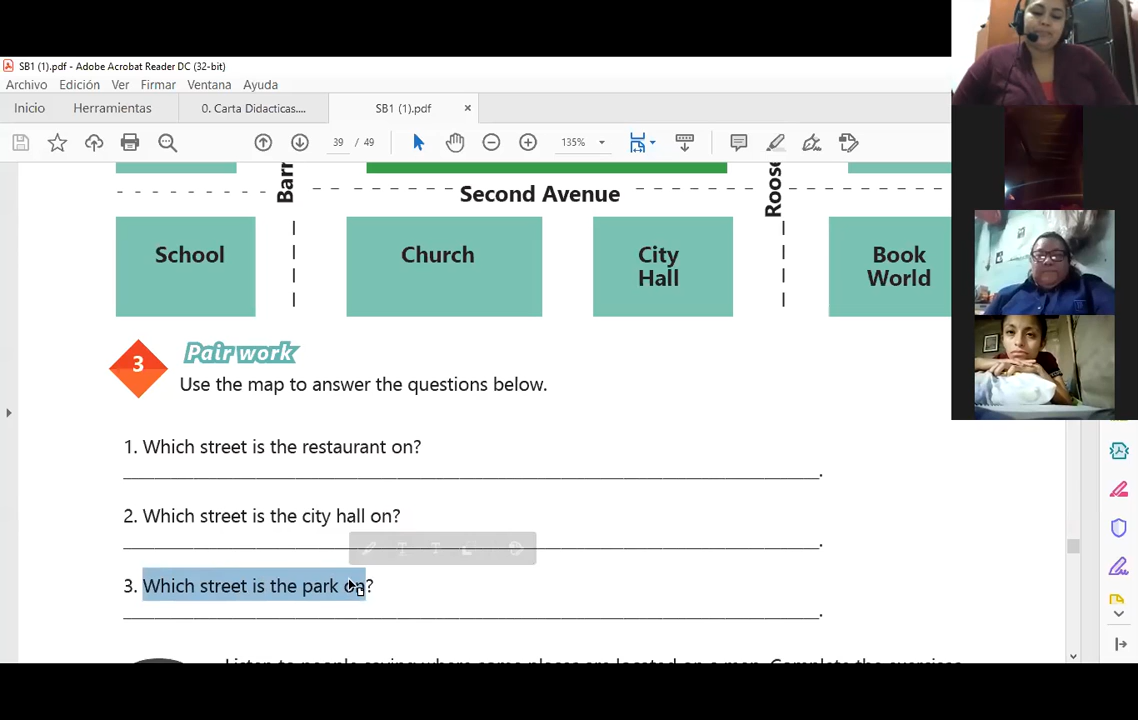 SB1 (1).pdf - Adobe Acrobat Reader DC (32-bit)
Archivo Edición Ver Firmar Ventana Ayuda
Inicio Herramientas 0. Carta Didacticas.... SB1 (1).pdf ×
39 / 49 135%
Second Avenue
School Church City Hall Book World
3 Pair work
Use the map to answer the questions below.
1. Which street is the restaurant on?
.
2. Which street is the city hall on?
.
3. Which street is the park on?
.